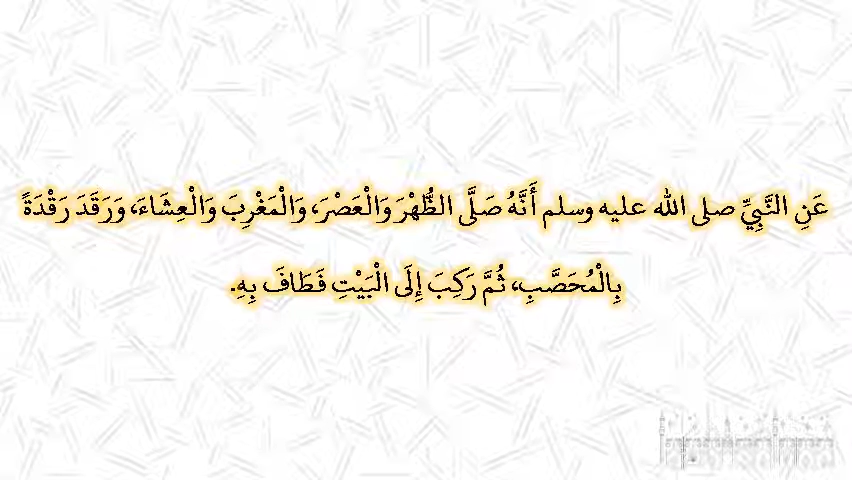 عَنِ النَّبِيِّ صلى الله عليه وسلم أَنَّهُ صَلَّى الظُّهْرَ وَالْعَصْرَ، وَالْمَغْرِبَ وَالْعِشَاءَ، وَرَقَدَ رَقْدَةً
بِالْمُحَصَّبِ، ثُمَّ رَكِبَ إِلَى الْبَيْتِ فَطَافَ بِهِ.